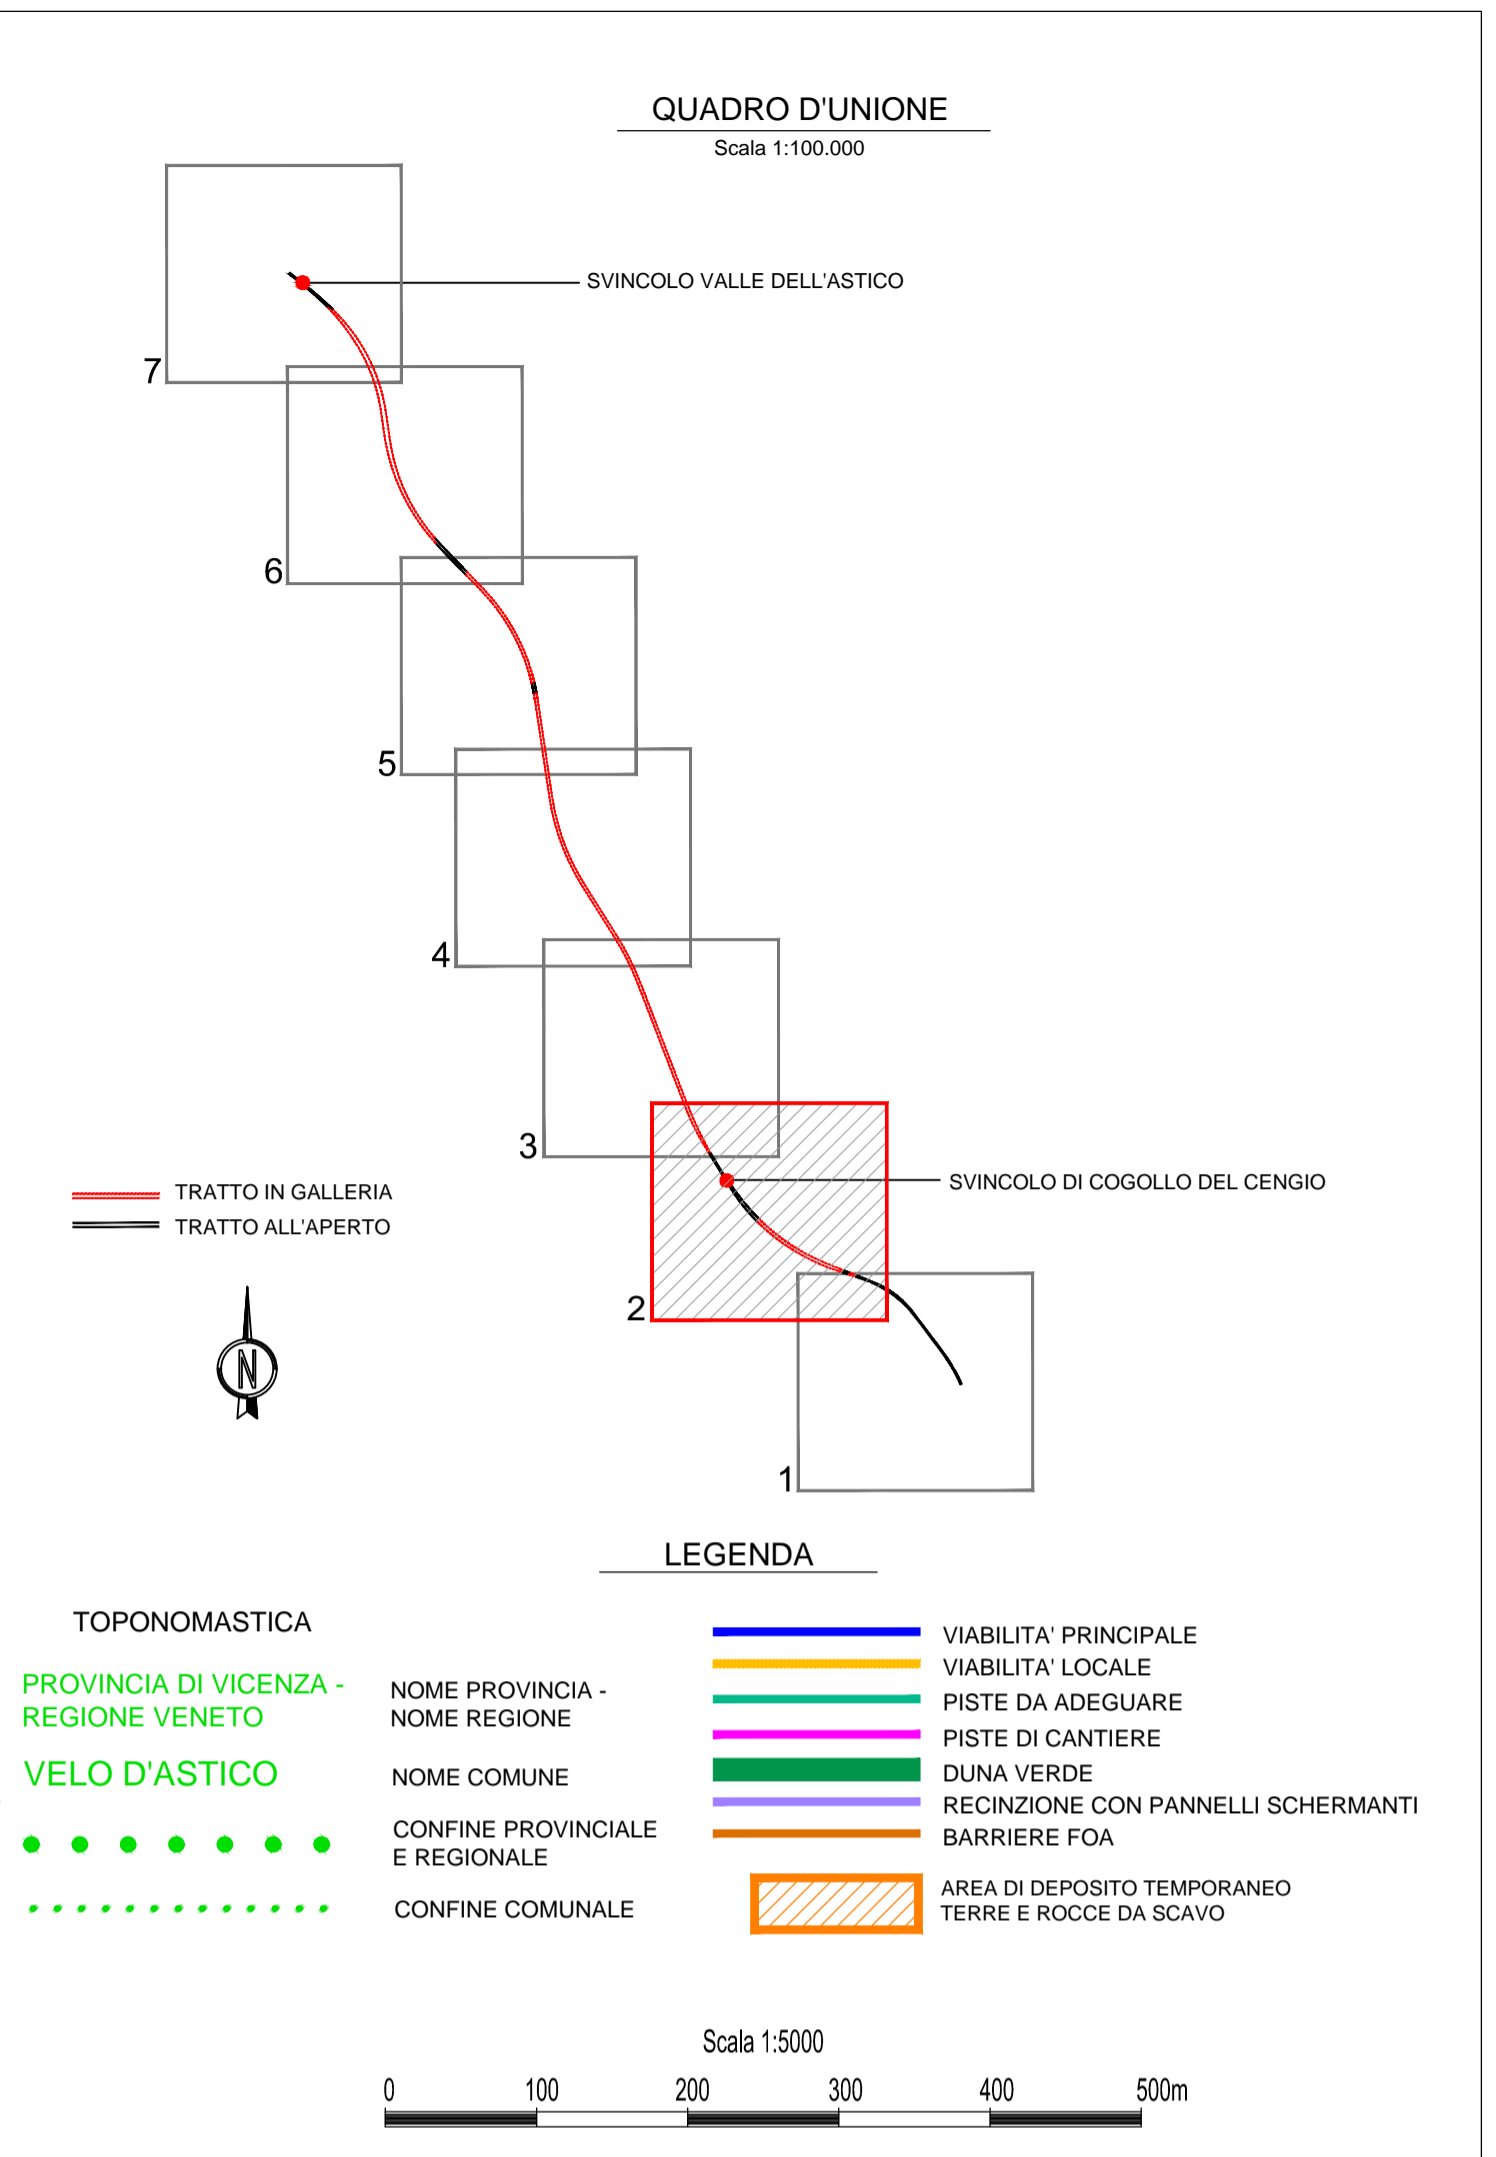 QUADRO D'UNIONE
Scala 1:100.000
SVINCOLO VALLE DELL'ASTICO
7
6
5
4
3
TRATTO IN GALLERIA
TRATTO ALL'APERTO
SVINCOLO DI COGOLLO DEL CENGIO
2
N
1
LEGENDA
TOPONOMASTICA
PROVINCIA DI VICENZA -
REGIONE VENETO
NOME PROVINCIA -
NOME REGIONE
VELO D'ASTICO
NOME COMUNE
CONFINE PROVINCIALE
E REGIONALE
CONFINE COMUNALE
VIABILITA' PRINCIPALE
VIABILITA' LOCALE
PISTE DA ADEGUARE
PISTE DI CANTIERE
DUNA VERDE
RECINZIONE CON PANNELLI SCHERMANTI
BARRIERE FOA
AREA DI DEPOSITO TEMPORANEO
TERRE E ROCCE DA SCAVO
Scala 1:5000
0 100 200 300 400 500m